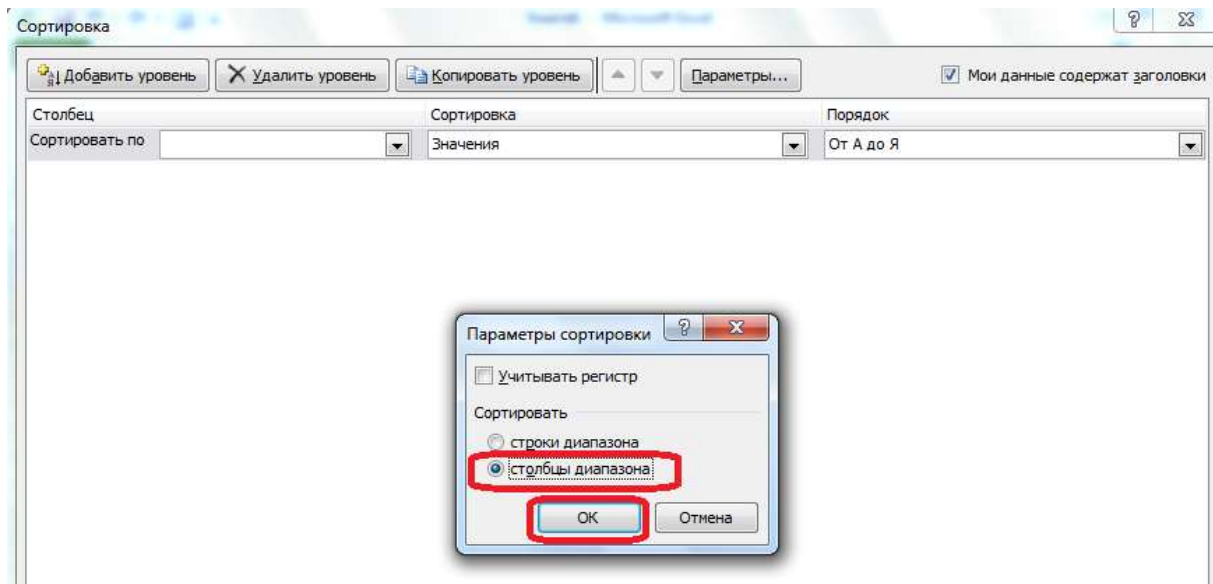 Сортировка
Добавить уровень Удалить уровень Копировать уровень Параметры... Мои данные содержат заголовки
Столбец Сортировка Порядок
Сортировать по Значения От А до Я
Параметры сортировки
Учитывать регистр
Сортировать
строки диапазона
столбцы диапазона
ОК Отмена